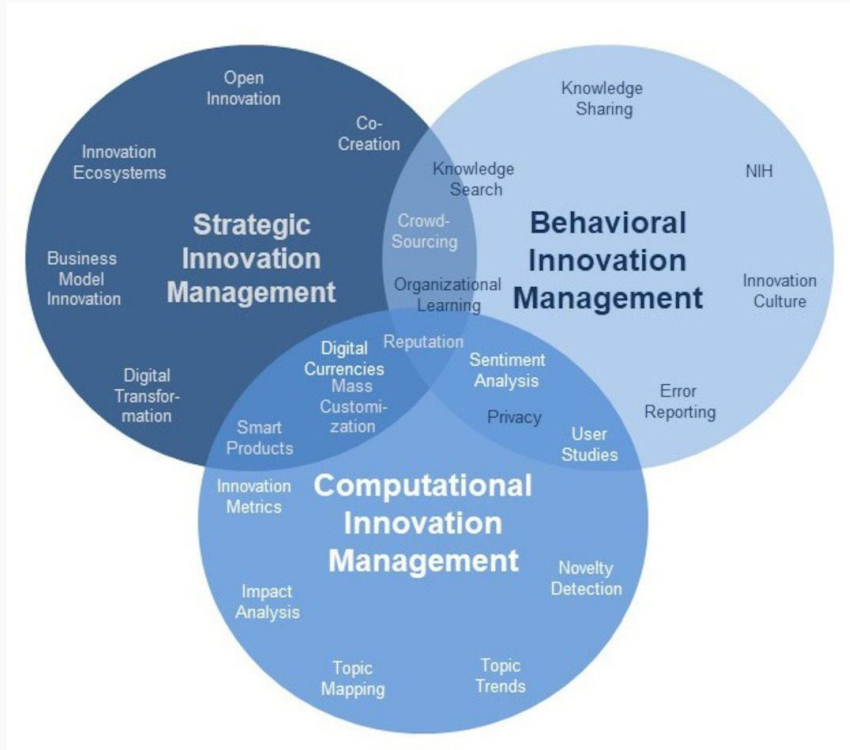 Open
Innovation
Co-
Creation
Innovation
Ecosystems
Business
Model
Innovation
Digital
Transfor-
mation
Strategic
Innovation
Management
Knowledge
Search
Crowd-
Sourcing
Organizational
Learning
Reputation
Knowledge
Sharing
NIH
Innovation
Culture
Error
Reporting
Behavioral
Innovation
Management
Digital
Currencies
Mass
Customi-
zation
Smart
Products
Sentiment
Analysis
Privacy
User
Studies
Innovation
Metrics
Computational
Innovation
Management
Impact
Analysis
Novelty
Detection
Topic
Mapping
Topic
Trends